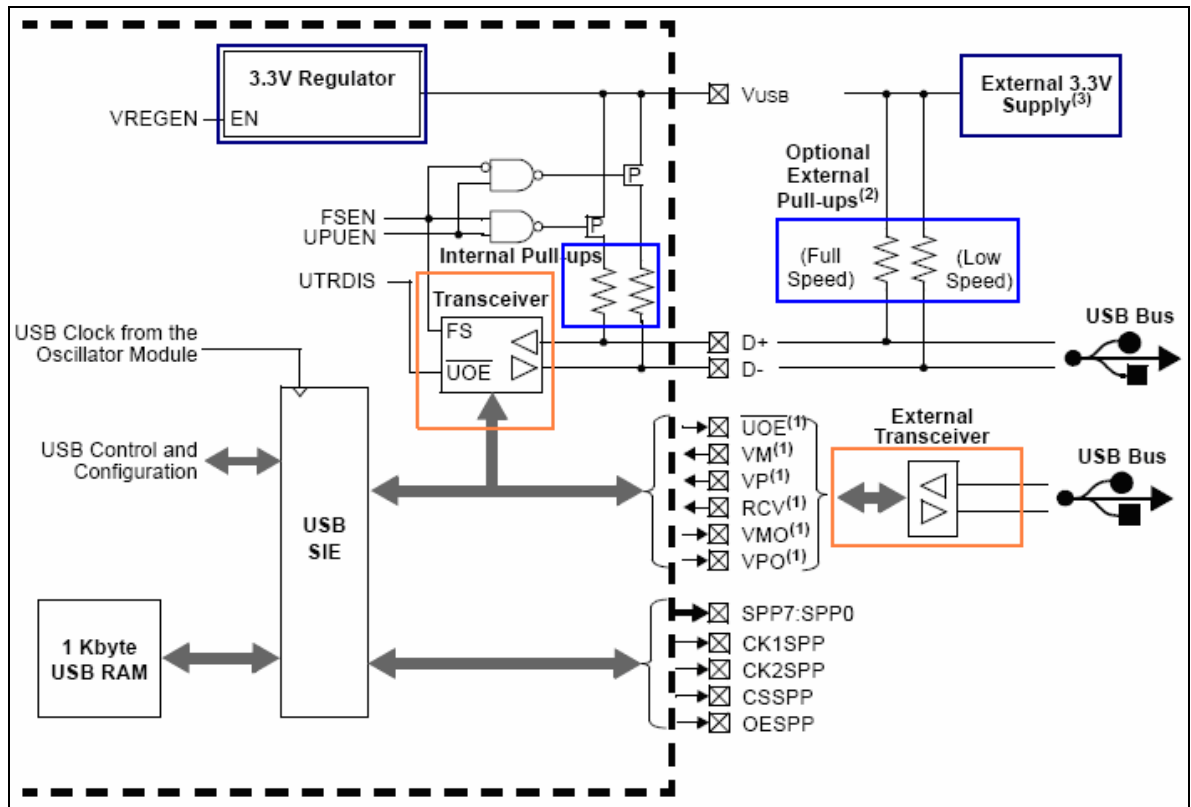 3.3V Regulator
VREGEN
EN
P
FSEN
UPUEN
P
Internal Pull-ups
UTRDIS
Transceiver
FS
UOE
USB Clock from the
Oscillator Module
USB Control and
Configuration
USB
SIE
1 Kbyte
USB RAM
VUSB
External 3.3V
Supply(3)
Optional
External
Pull-ups(2)
(Full
Speed)
(Low
Speed)
USB Bus
D+
D-
External
Transceiver
UOE(1)
VM(1)
VP(1)
RCV(1)
VMO(1)
VPO(1)
USB Bus
SPP7:SPP0
CK1SPP
CK2SPP
CSSPP
OESPP